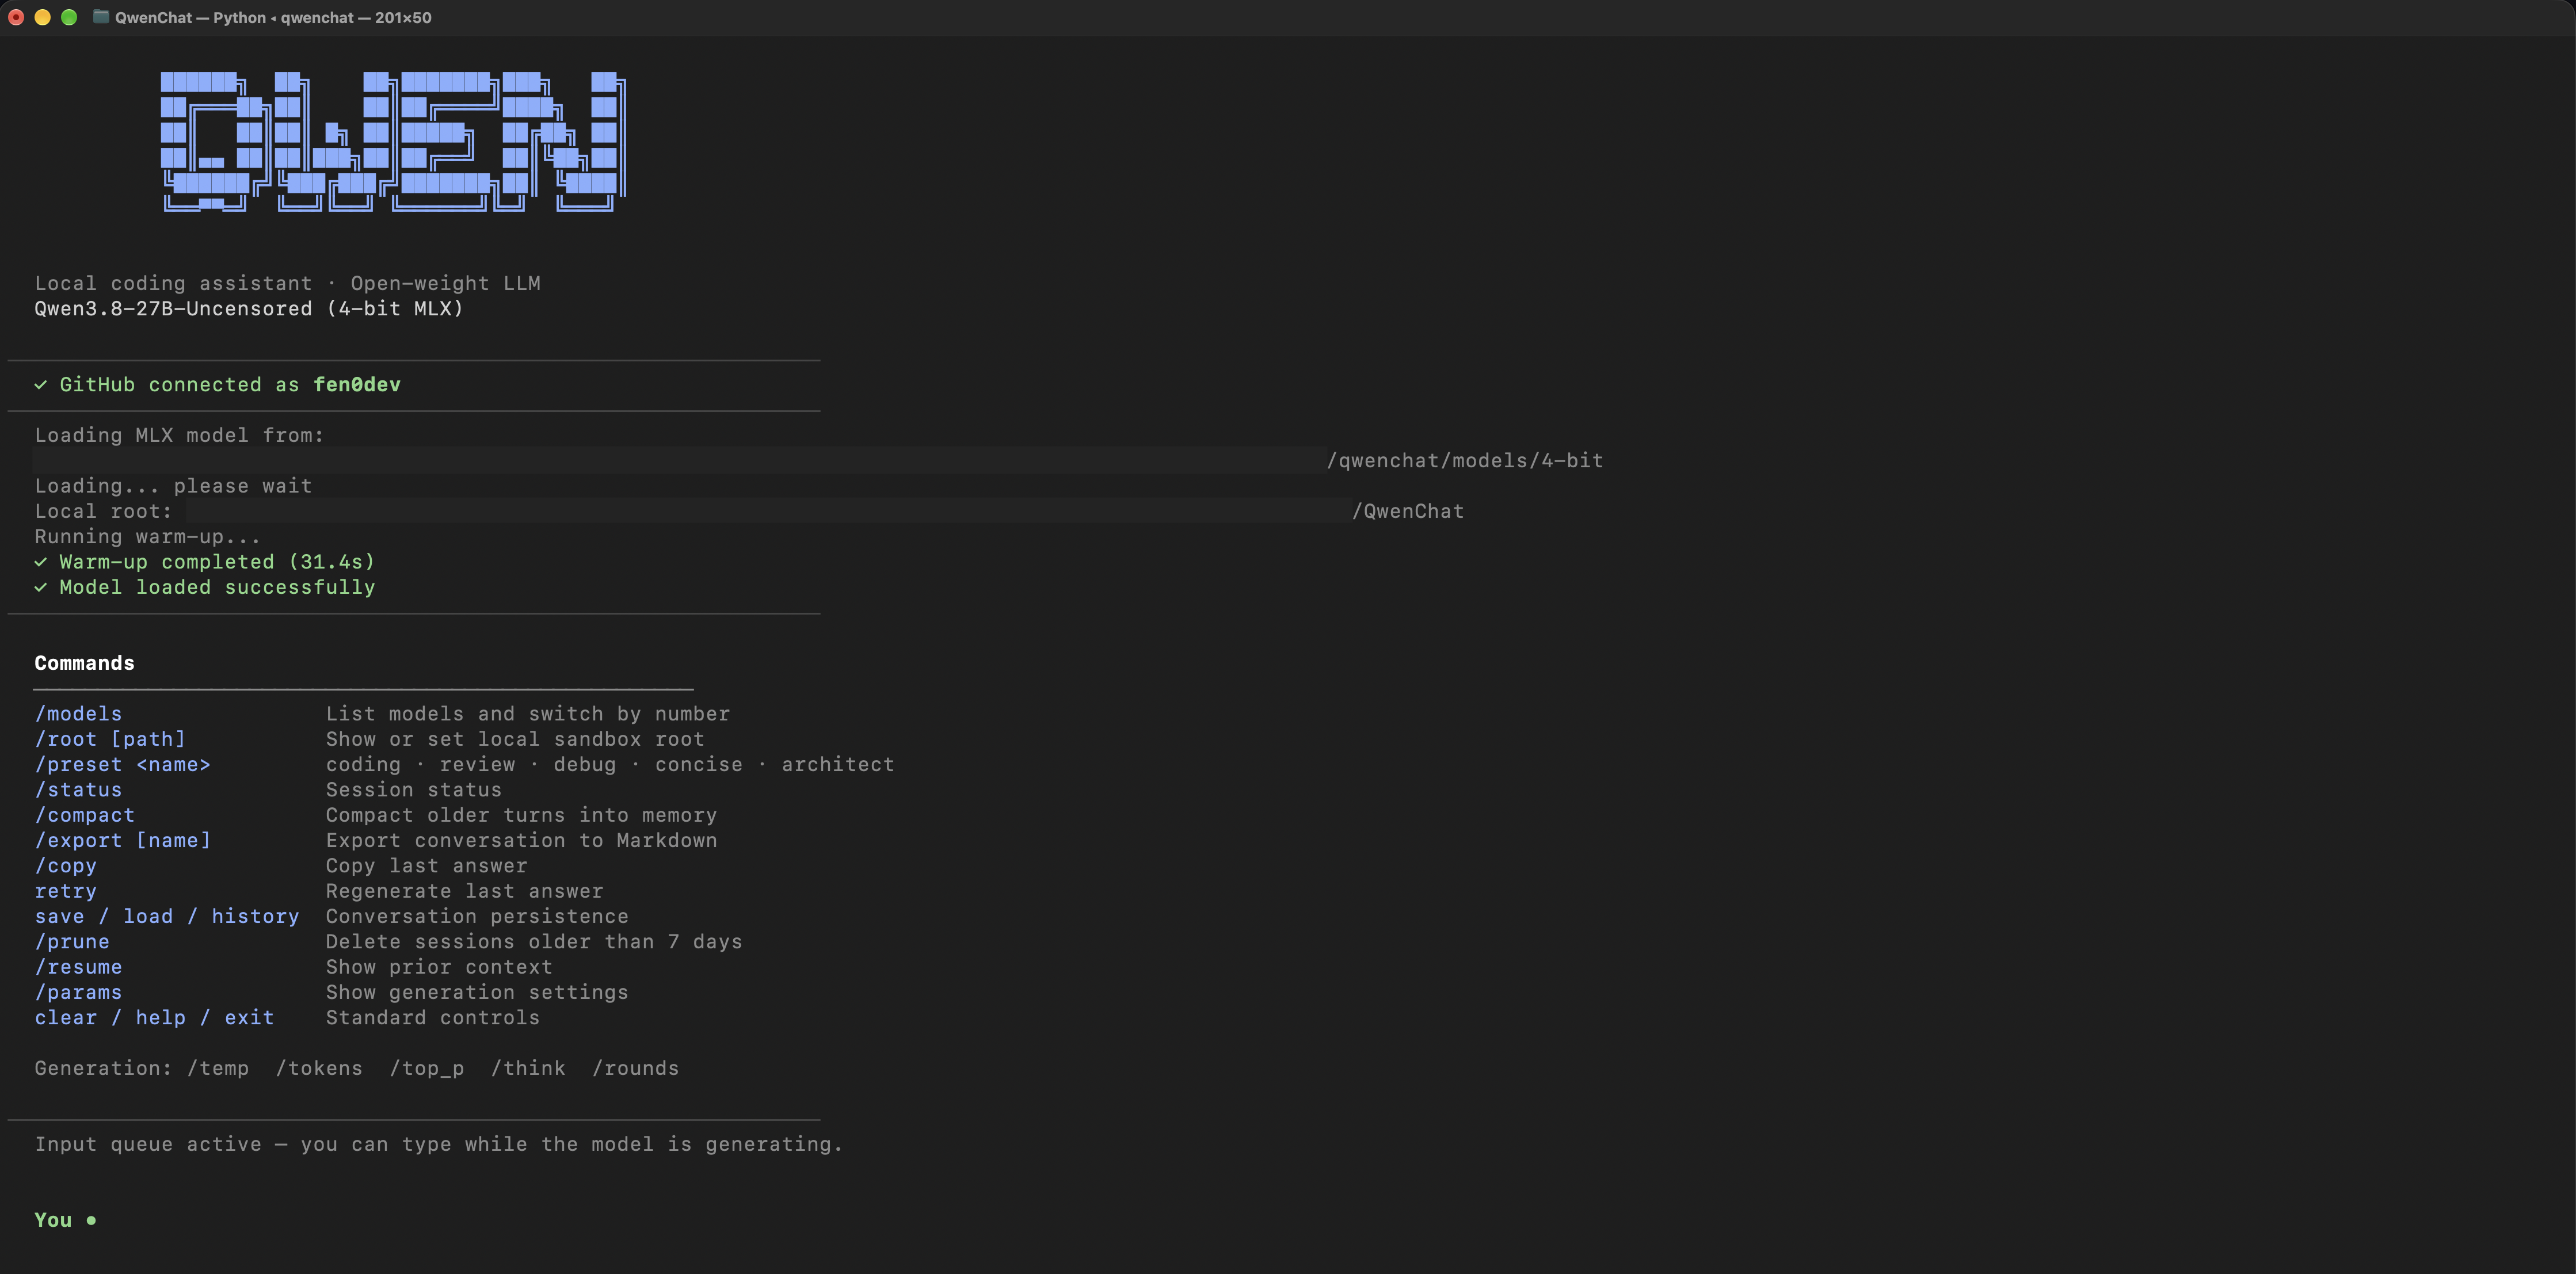 QwenChat — Python ◂ qwenchat — 201×50
QWEN
Local coding assistant · Open-weight LLM
Qwen3.8-27B-Uncensored (4-bit MLX)
✓ GitHub connected as fen0dev
Loading MLX model from:
/qwenchat/models/4-bit
Loading... please wait
Local root: /QwenChat
Running warm-up...
✓ Warm-up completed (31.4s)
✓ Model loaded successfully
Commands
/models List models and switch by number
/root [path] Show or set local sandbox root
/preset <name> coding · review · debug · concise · architect
/status Session status
/compact Compact older turns into memory
/export [name] Export conversation to Markdown
/copy Copy last answer
retry Regenerate last answer
save / load / history Conversation persistence
/prune Delete sessions older than 7 days
/resume Show prior context
/params Show generation settings
clear / help / exit Standard controls
Generation: /temp /tokens /top_p /think /rounds
Input queue active — you can type while the model is generating.
You •